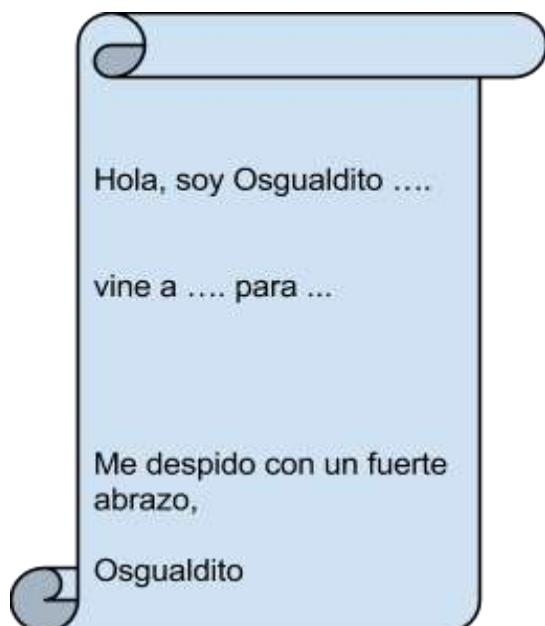 Hola, soy Osgualdito ....
vine a .... para ...
Me despido con un fuerte
abrazo,
Osgualdito